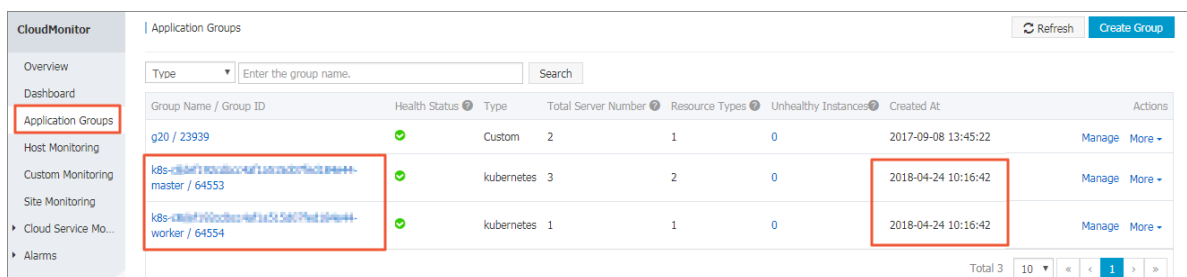 CloudMonitor
Application Groups
Refresh
Create Group
Overview
Dashboard
Application Groups
Host Monitoring
Custom Monitoring
Site Monitoring
Cloud Service Mo...
Alarms
Type
Enter the group name.
Search
Group Name / Group ID Health Status Type Total Server Number Resource Types Unhealthy Instances Created At Actions
g20 / 23939 Custom 2 1 0 2017-09-08 13:45:22 Manage More
k8s-
master / 64553 kubernetes 3 2 0 2018-04-24 10:16:42 Manage More
k8s-
worker / 64554 kubernetes 1 1 0 2018-04-24 10:16:42 Manage More
Total 3 10 « < 1 > »